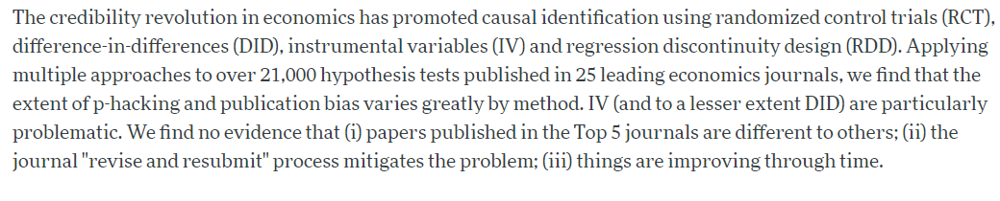 The credibility revolution in economics has promoted causal identification using randomized control trials (RCT),
difference-in-differences (DID), instrumental variables (IV) and regression discontinuity design (RDD). Applying
multiple approaches to over 21,000 hypothesis tests published in 25 leading economics journals, we find that the
extent of p-hacking and publication bias varies greatly by method. IV (and to a lesser extent DID) are particularly
problematic. We find no evidence that (i) papers published in the Top 5 journals are different to others; (ii) the
journal "revise and resubmit" process mitigates the problem; (iii) things are improving through time.